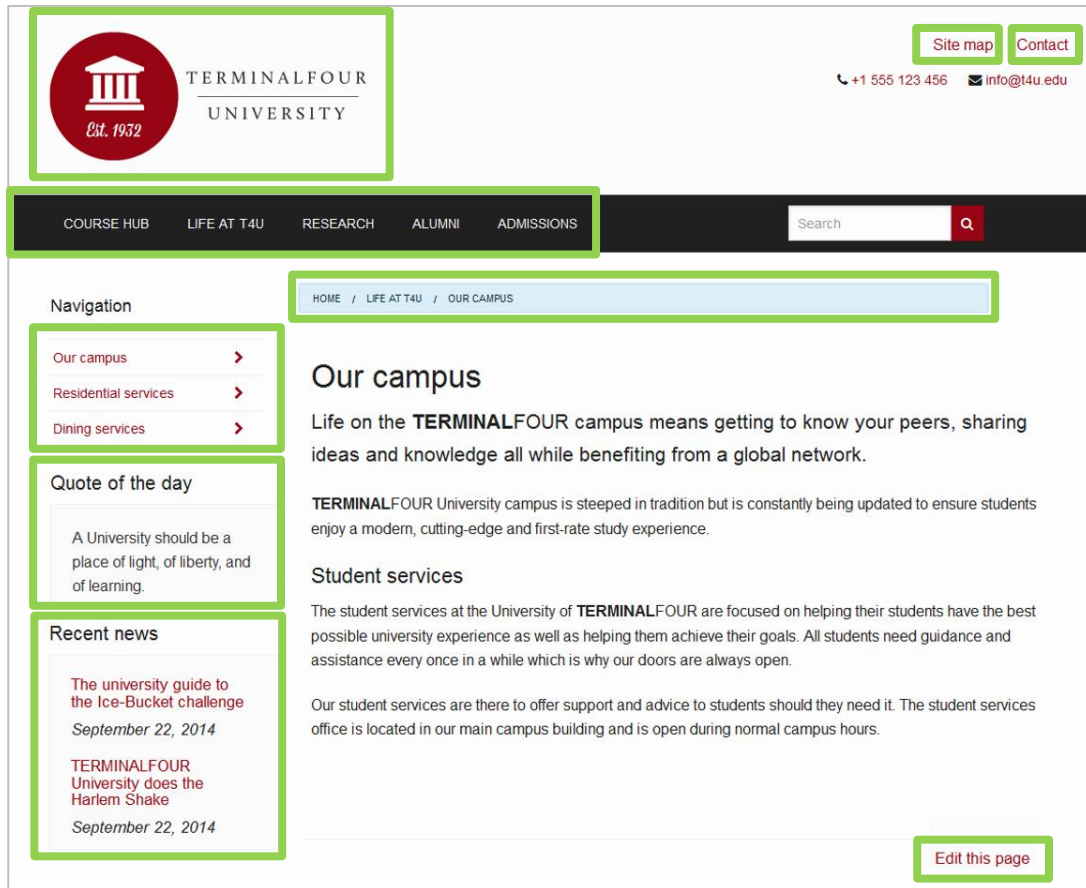 Site map Contact
TERMINALFOUR
UNIVERSITY
Est. 1932
+1 555 123 456 info@t4u.edu
COURSE HUB LIFE AT T4U RESEARCH ALUMNI ADMISSIONS Search
Navigation
Our campus
Residential services
Dining services
Quote of the day
A University should be a
place of light, of liberty, and
of learning.
Recent news
The university guide to
the Ice-Bucket challenge
September 22, 2014
TERMINALFOUR
University does the
Harlem Shake
September 22, 2014
HOME / LIFE AT T4U / OUR CAMPUS
Our campus
Life on the TERMINALFOUR campus means getting to know your peers, sharing
ideas and knowledge all while benefiting from a global network.
TERMINALFOUR University campus is steeped in tradition but is constantly being updated to ensure students
enjoy a modern, cutting-edge and first-rate study experience.
Student services
The student services at the University of TERMINALFOUR are focused on helping their students have the best
possible university experience as well as helping them achieve their goals. All students need guidance and
assistance every once in a while which is why our doors are always open.
Our student services are there to offer support and advice to students should they need it. The student services
office is located in our main campus building and is open during normal campus hours.
Edit this page